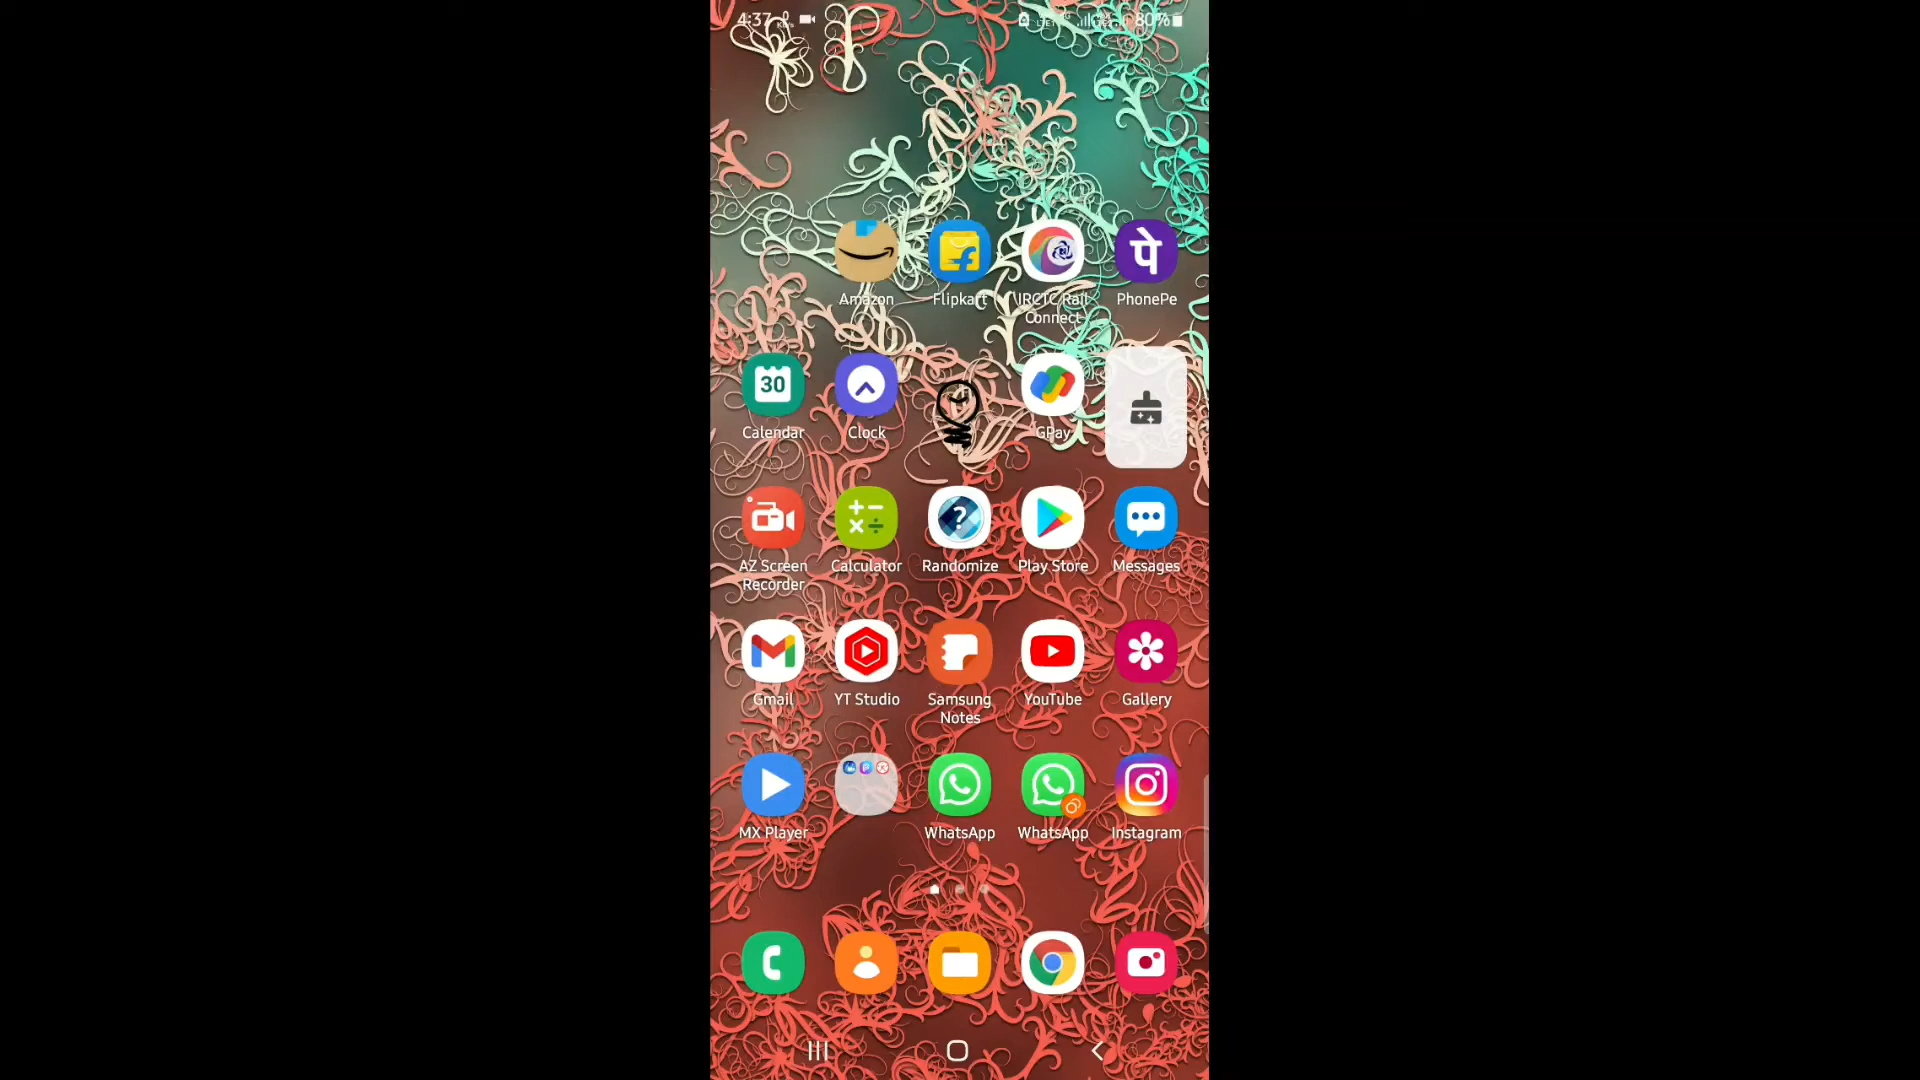 4:37
80%
Amazon
Flipkart
IRCTC Rail
Connect
पे
PhonePe
30
Calendar
Clock
GPay
?
AZ Screen
Recorder
Calculator
Randomize
Play Store
Messages
Gmail
YT Studio
Samsung
Notes
YouTube
Gallery
MX Player
WhatsApp
WhatsApp
Instagram